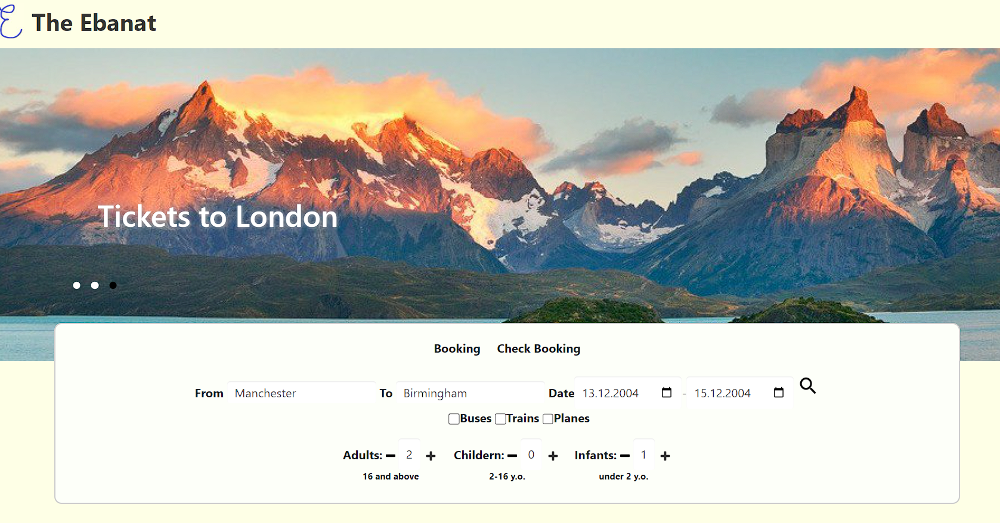 E The Ebanat
Tickets to London
Booking Check Booking
From Manchester To Birmingham Date 13.12.2004 - 15.12.2004
Buses Trains Planes
Adults: 2 + Childern: 0 + Infants: 1 +
16 and above 2-16 y.o. under 2 y.o.